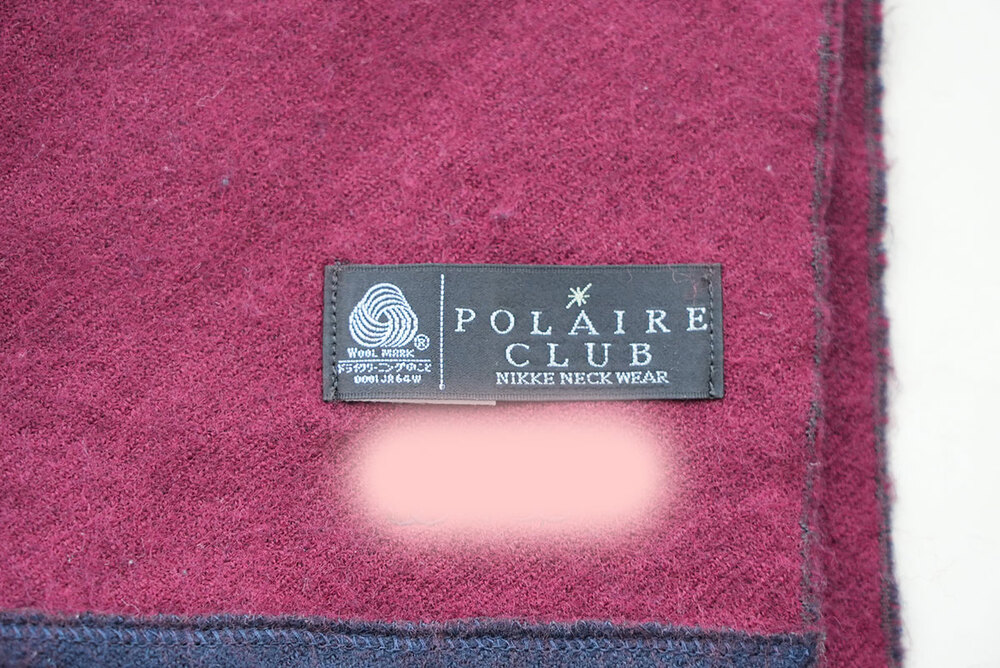 ®
WOOL MARK
ドライクリーニングのこと
0001JA64W
POLAIRE
CLUB
NIKKE NECK WEAR